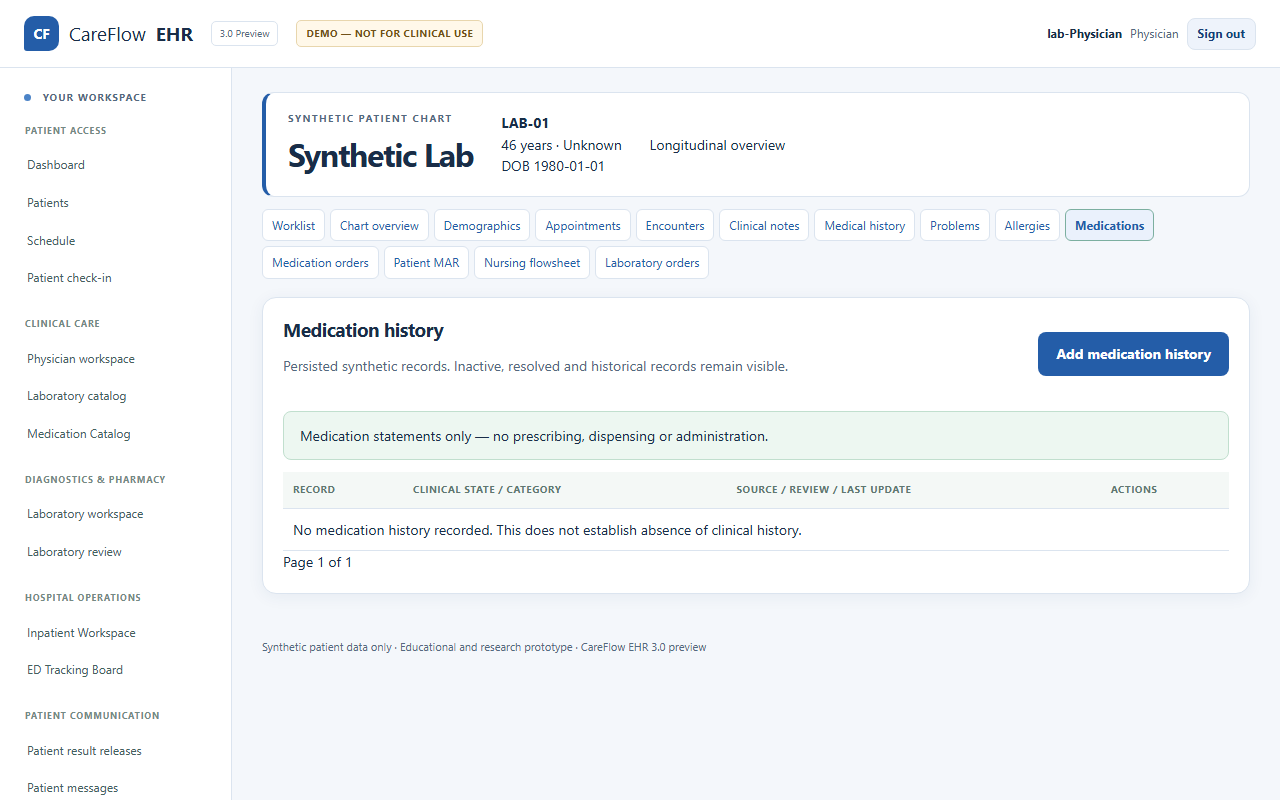 CF CareFlow EHR 3.0 Preview DEMO — NOT FOR CLINICAL USE lab-Physician Physician Sign out
YOUR WORKSPACE
PATIENT ACCESS
Dashboard
Patients
Schedule
Patient check-in
CLINICAL CARE
Physician workspace
Laboratory catalog
Medication Catalog
DIAGNOSTICS & PHARMACY
Laboratory workspace
Laboratory review
HOSPITAL OPERATIONS
Inpatient Workspace
ED Tracking Board
PATIENT COMMUNICATION
Patient result releases
Patient messages
SYNTHETIC PATIENT CHART
Synthetic Lab
LAB-01
46 years · Unknown Longitudinal overview
DOB 1980-01-01
Worklist Chart overview Demographics Appointments Encounters Clinical notes Medical history Problems Allergies Medications
Medication orders Patient MAR Nursing flowsheet Laboratory orders
Medication history
Persisted synthetic records. Inactive, resolved and historical records remain visible.
Add medication history
Medication statements only — no prescribing, dispensing or administration.
RECORD CLINICAL STATE / CATEGORY SOURCE / REVIEW / LAST UPDATE ACTIONS
No medication history recorded. This does not establish absence of clinical history.
Page 1 of 1
Synthetic patient data only · Educational and research prototype · CareFlow EHR 3.0 preview